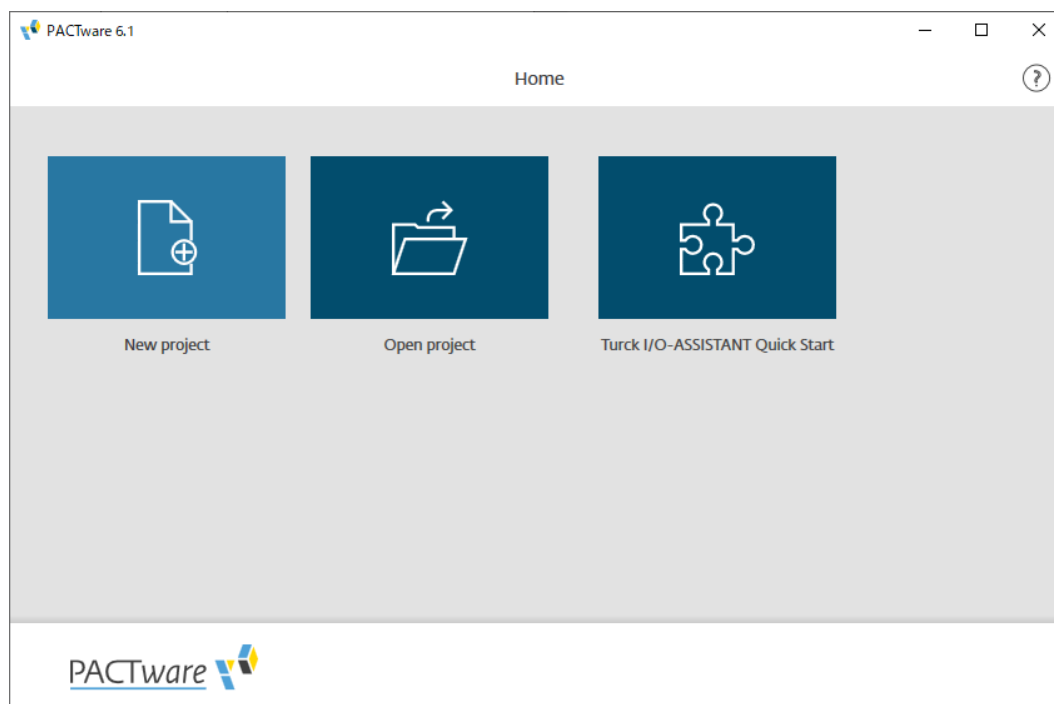 PACTware 6.1
Home
?
New project
Open project
Turck I/O-ASSISTANT Quick Start
PACTware